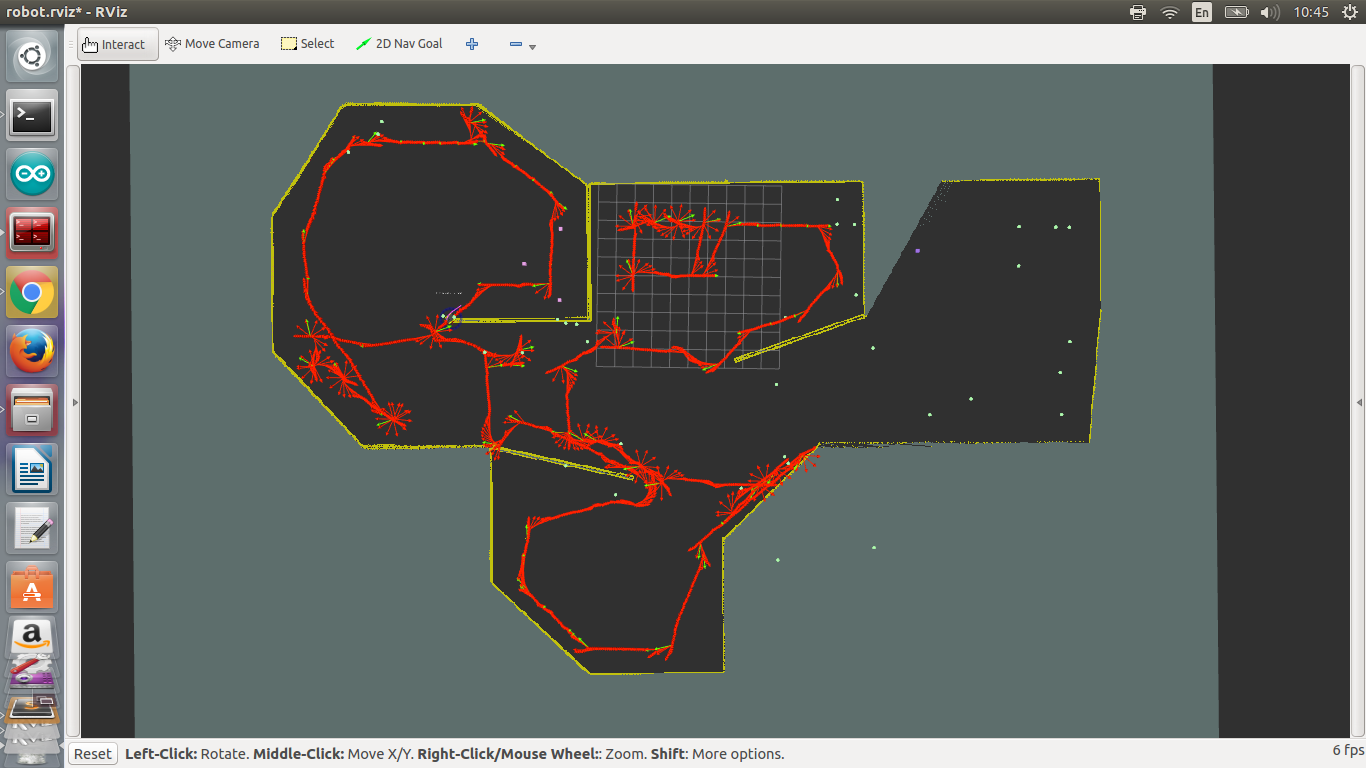 robot.rviz* - RViz
En
10:45
Interact
Move Camera
Select
2D Nav Goal
Reset
Left-Click: Rotate. Middle-Click: Move X/Y. Right-Click/Mouse Wheel:: Zoom. Shift: More options.
6 fps